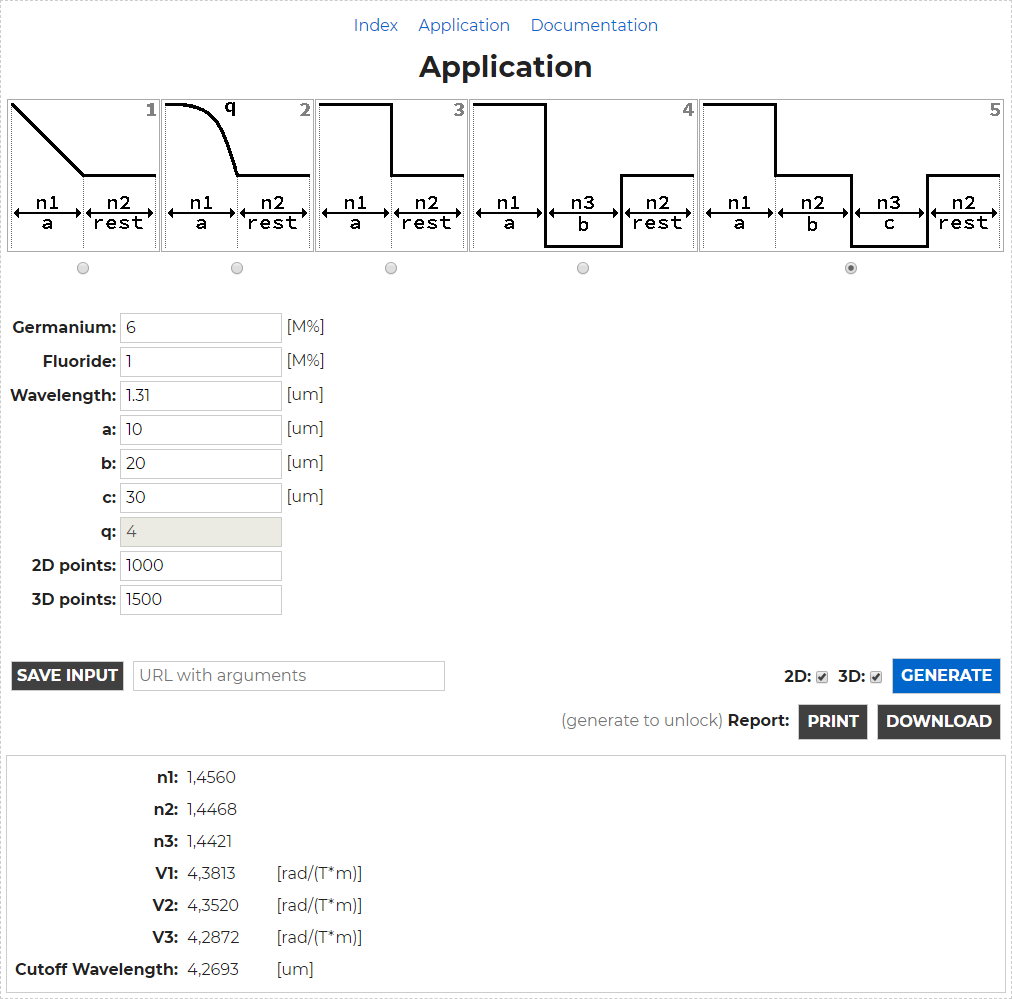 Index Application Documentation
Application
1 q 2 3 4 5
n1 n2 n1 n2 n1 n2 n1 n3 n2 n1 n2 n3 n2
a rest a rest a rest a b rest a b c rest
Germanium: 6 [M%]
Fluoride: 1 [M%]
Wavelength: 1.31 [um]
a: 10 [um]
b: 20 [um]
c: 30 [um]
q: 4
2D points: 1000
3D points: 1500
SAVE INPUT URL with arguments 2D: 3D: GENERATE
(generate to unlock) Report: PRINT DOWNLOAD
n1: 1,4560
n2: 1,4468
n3: 1,4421
V1: 4,3813 [rad/(T*m)]
V2: 4,3520 [rad/(T*m)]
V3: 4,2872 [rad/(T*m)]
Cutoff Wavelength: 4,2693 [um]